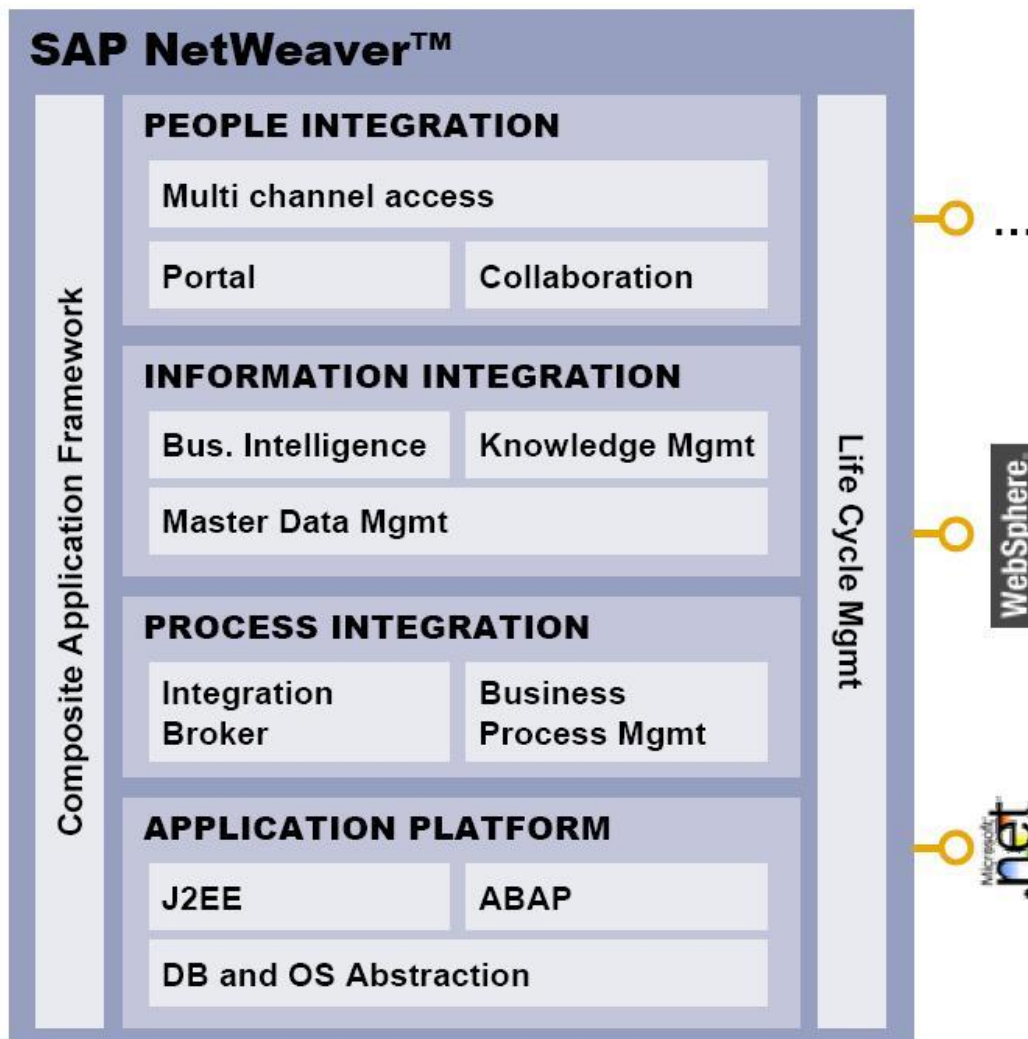 SAP NetWeaver™
Composite Application Framework
PEOPLE INTEGRATION
Multi channel access
Portal
Collaboration
INFORMATION INTEGRATION
Bus. Intelligence
Knowledge Mgmt
Master Data Mgmt
PROCESS INTEGRATION
Integration
Broker
Business
Process Mgmt
APPLICATION PLATFORM
J2EE
ABAP
DB and OS Abstraction
Life Cycle Mgmt
...
WebSphere.
Microsoft
.net